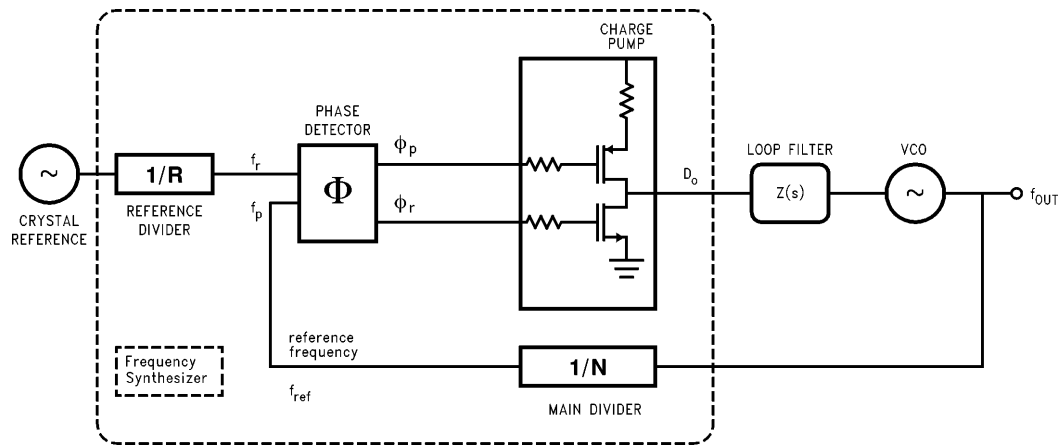 CHARGE
PUMP
PHASE
DETECTOR
~
CRYSTAL
REFERENCE
1/R
REFERENCE
DIVIDER
fr
fp
Φ
ϕp
ϕr
Do
LOOP FILTER
Z(s)
VCO
~
fOUT
reference
frequency
fref
1/N
MAIN DIVIDER
Frequency
Synthesizer